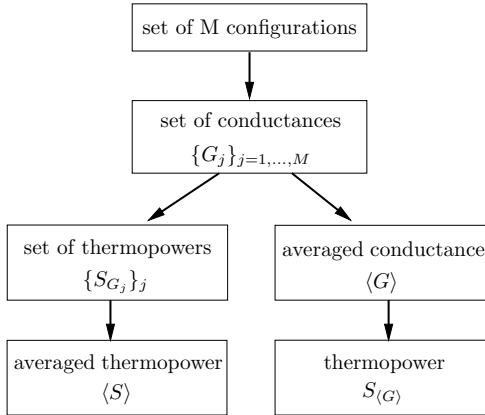 set of M configurations
set of conductances
{G_j}_{j=1,...,M}
set of thermopowers
{S_{G_j}}_j
averaged conductance
⟨G⟩
averaged thermopower
⟨S⟩
thermopower
S_{⟨G⟩}